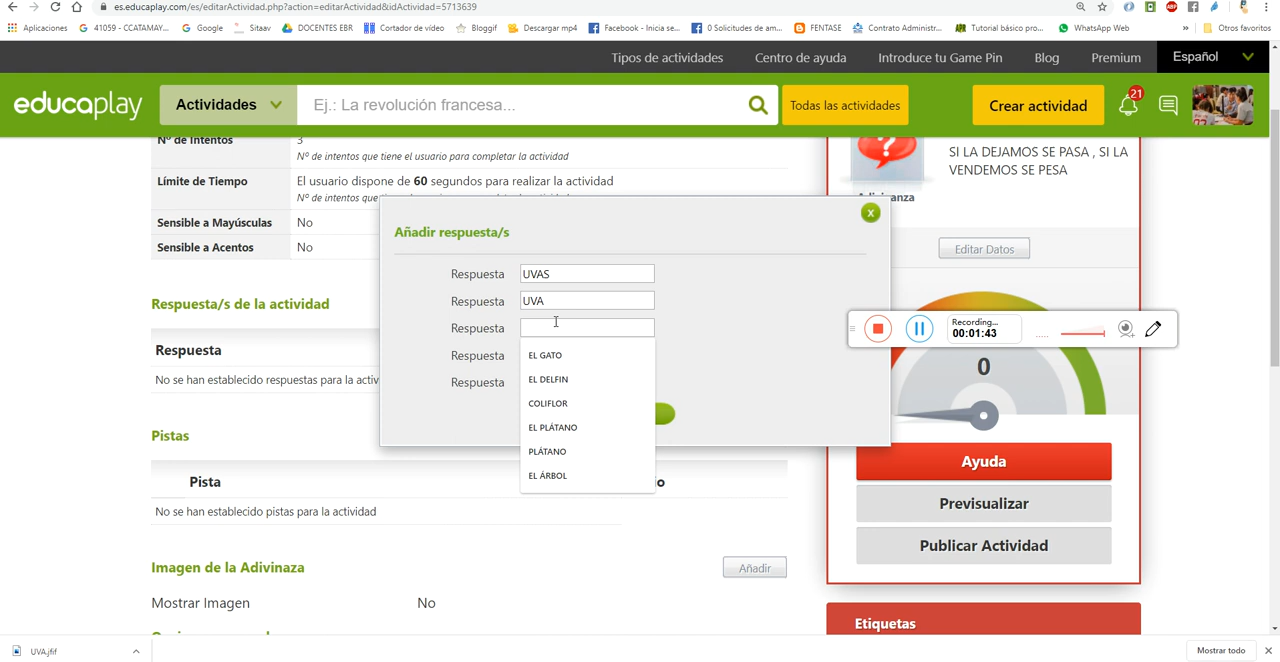 es.educaplay.com/es/editarActividad.php?action=editarActividad&idActividad=5713639
Aplicaciones
41059 - CCATAMAY...
Google
Sitaav
DOCENTES EBR
Cortador de vídeo
Bloggif
Descargar mp4
Facebook - Inicia se...
0 Solicitudes de am...
FENTASE
Contrato Administr...
Tutorial básico pro...
WhatsApp Web
»
Otros favoritos
Tipos de actividades
Centro de ayuda
Introduce tu Game Pin
Blog
Premium
Español
educaplay
Actividades
Ej.: La revolución francesa...
Todas las actividades
Crear actividad
21
Nº de Intentos
3
Nº de intentos que tiene el usuario para completar la actividad
Límite de Tiempo
El usuario dispone de 60 segundos para realizar la actividad
Sensible a Mayúsculas
No
Sensible a Acentos
No
Respuesta/s de la actividad
Respuesta
No se han establecido respuestas para la activ
Pistas
Pista
No se han establecido pistas para la actividad
Imagen de la Adivinanza
Añadir
Mostrar Imagen
No
Añadir respuesta/s
x
Respuesta
UVAS
Respuesta
UVA
Respuesta
Respuesta
Respuesta
EL GATO
EL DELFIN
COLIFLOR
EL PLÁTANO
PLÁTANO
EL ÁRBOL
SI LA DEJAMOS SE PASA , SI LA
VENDEMOS SE PESA
Editar Datos
Recording...
00:01:43
0
Ayuda
Previsualizar
Publicar Actividad
Etiquetas
UVA.jfif
Mostrar todo